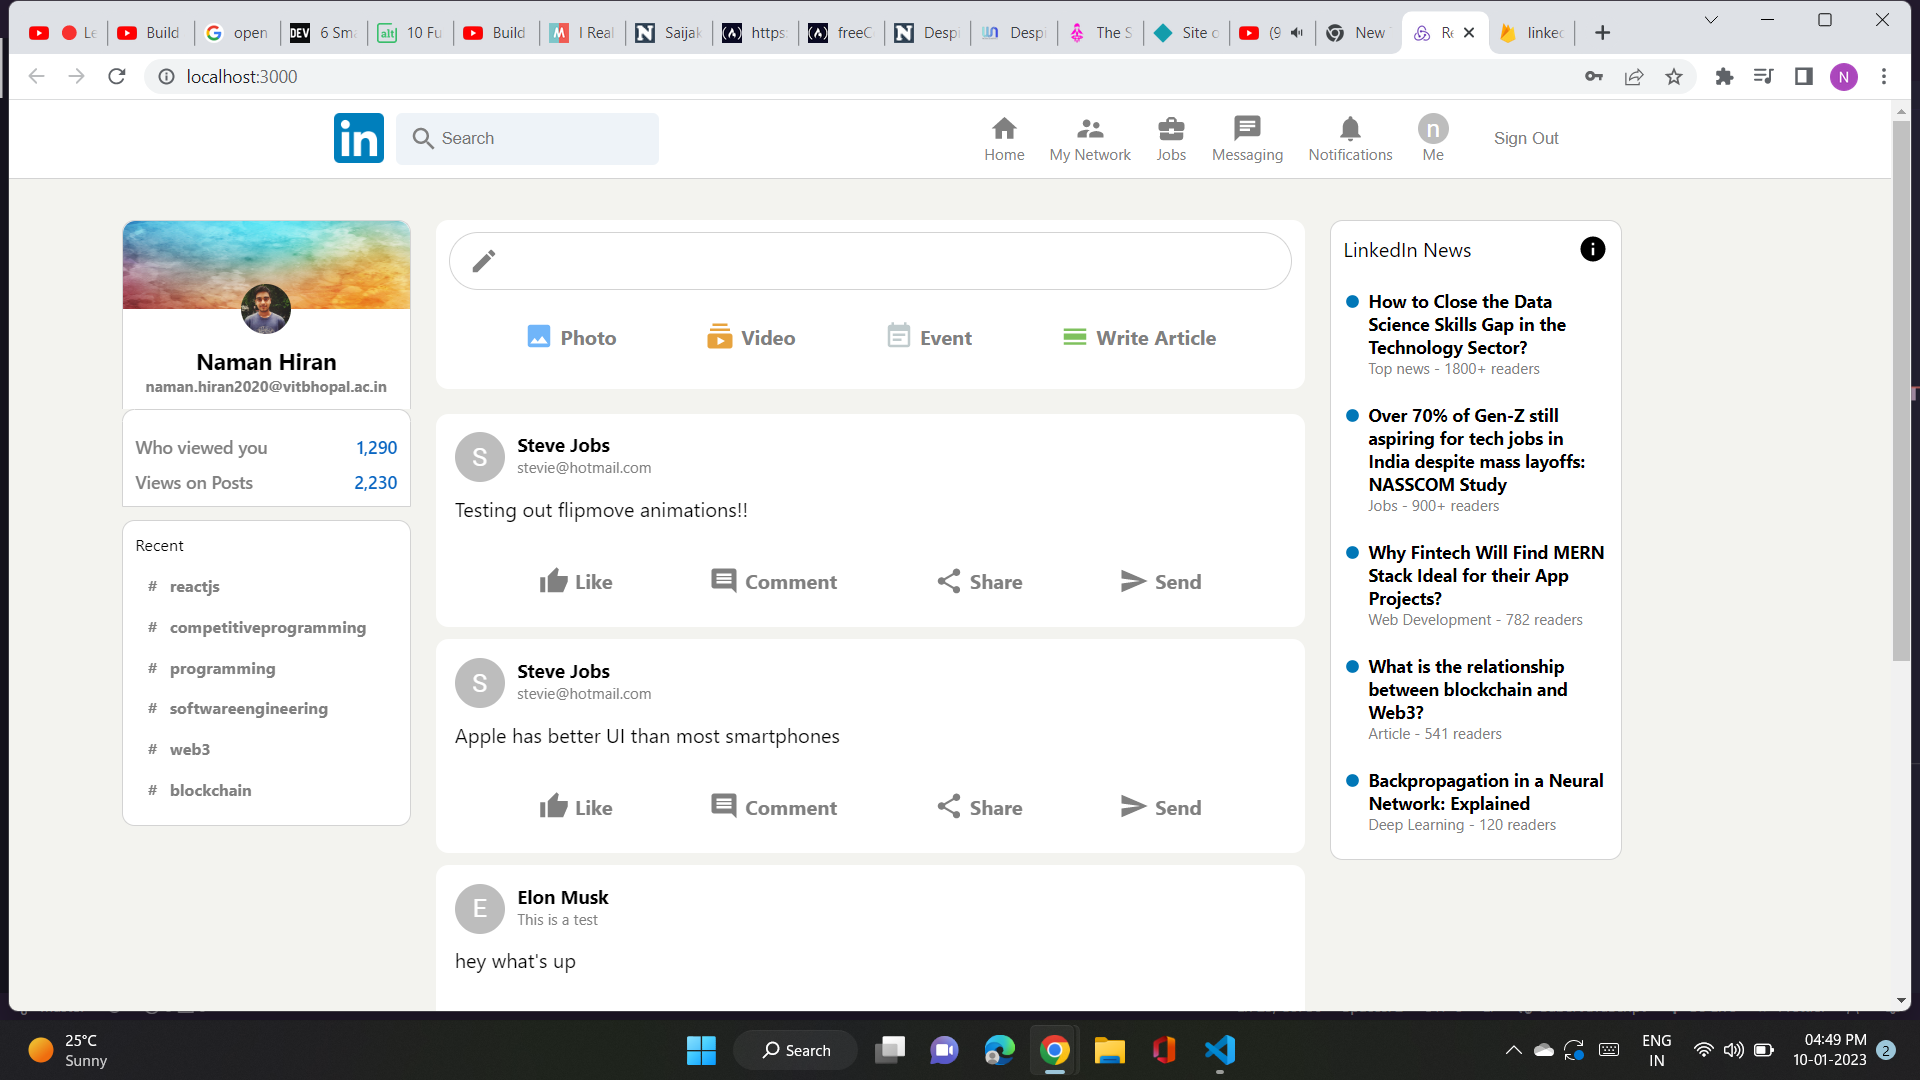 Le
Build
open
DEV 6 Sma
alt 10 Fu
Build
M I Real
N Saijak
https
freeC
N Despi
Despi
The S
Site o
(9
New
Re
linked
localhost:3000
N
in
Search
Home
My Network
Jobs
Messaging
Notifications
n
Me
Sign Out
Naman Hiran
naman.hiran2020@vitbhopal.ac.in
Who viewed you 1,290
Views on Posts 2,230
Recent
# reactjs
# competitiveprogramming
# programming
# softwareengineering
# web3
# blockchain
Photo
Video
Event
Write Article
S
Steve Jobs
stevie@hotmail.com
Testing out flipmove animations!!
Like
Comment
Share
Send
S
Steve Jobs
stevie@hotmail.com
Apple has better UI than most smartphones
Like
Comment
Share
Send
E
Elon Musk
This is a test
hey what's up
LinkedIn News
How to Close the Data
Science Skills Gap in the
Technology Sector?
Top news - 1800+ readers
Over 70% of Gen-Z still
aspiring for tech jobs in
India despite mass layoffs:
NASSCOM Study
Jobs - 900+ readers
Why Fintech Will Find MERN
Stack Ideal for their App
Projects?
Web Development - 782 readers
What is the relationship
between blockchain and
Web3?
Article - 541 readers
Backpropagation in a Neural
Network: Explained
Deep Learning - 120 readers
25°C
Sunny
Search
ENG
IN
04:49 PM
10-01-2023
2